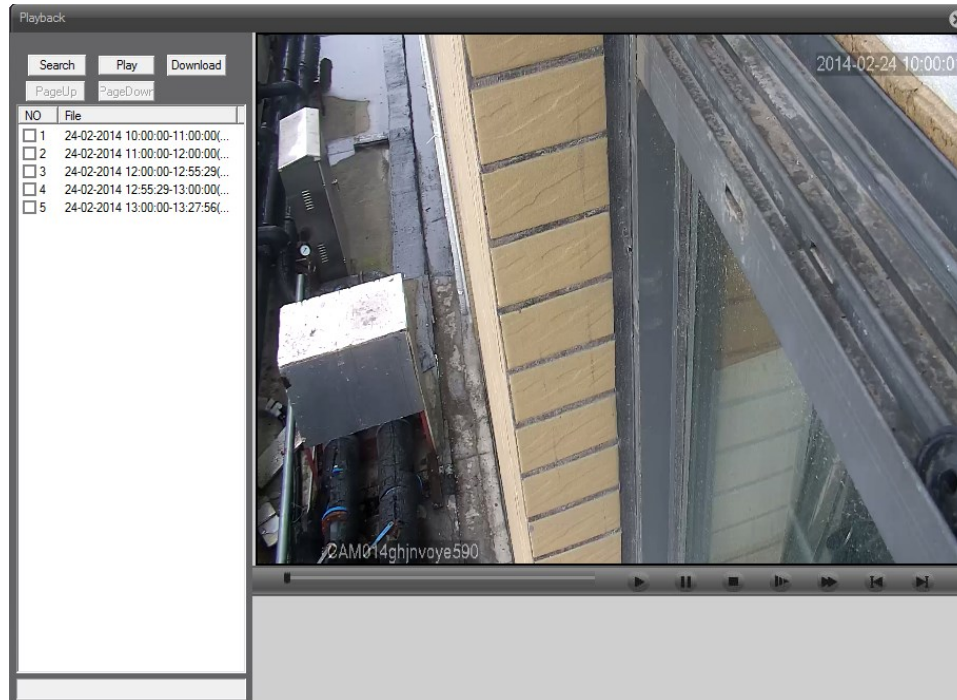 Playback
Search Play Download
PageUp PageDown
NO File
1 24-02-2014 10:00:00-11:00:00(...
2 24-02-2014 11:00:00-12:00:00(...
3 24-02-2014 12:00:00-12:55:29(...
4 24-02-2014 12:55:29-13:00:00(...
5 24-02-2014 13:00:00-13:27:56(...
2014-02-24 10:00:01
CAM014ghjnvoye590